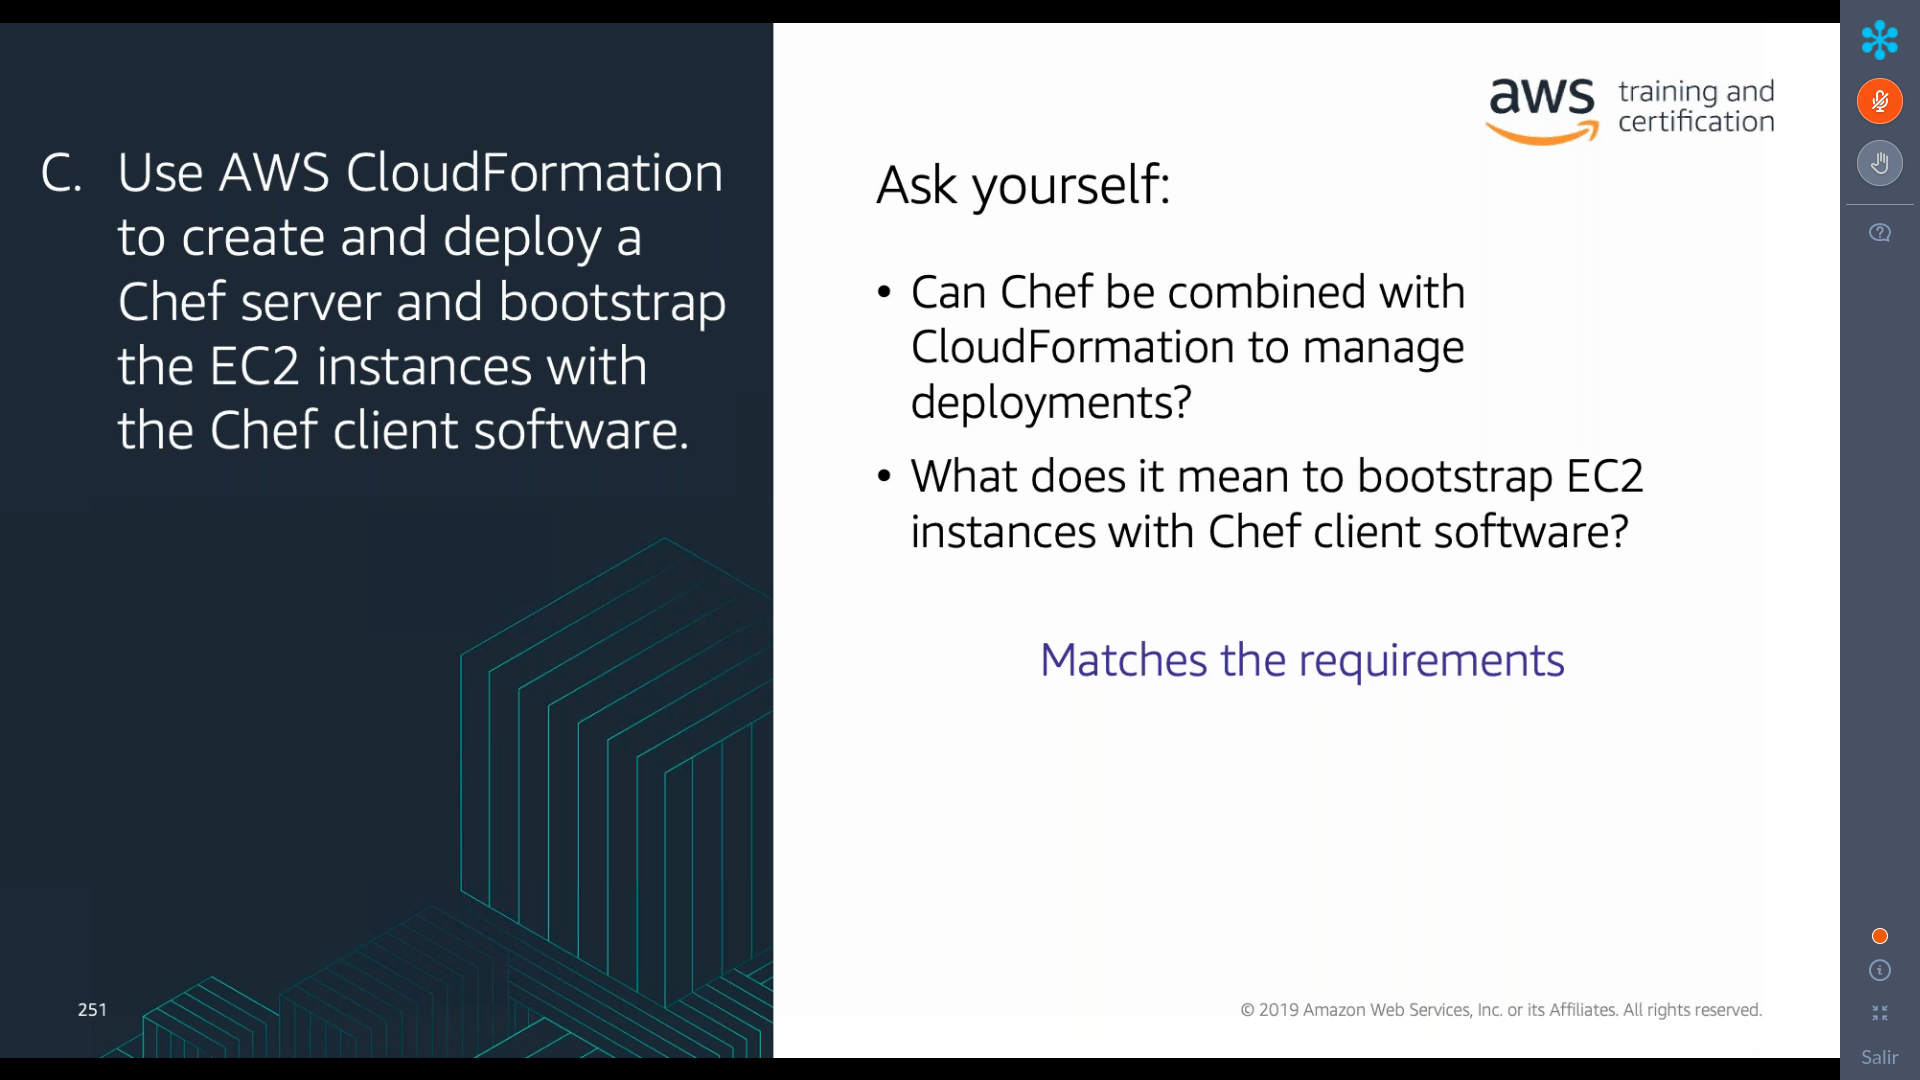 C. Use AWS CloudFormation
to create and deploy a
Chef server and bootstrap
the EC2 instances with
the Chef client software.
251
aws training and
certification
Ask yourself:
• Can Chef be combined with
CloudFormation to manage
deployments?
• What does it mean to bootstrap EC2
instances with Chef client software?
Matches the requirements
© 2019 Amazon Web Services, Inc. or its Affiliates. All rights reserved.
Salir